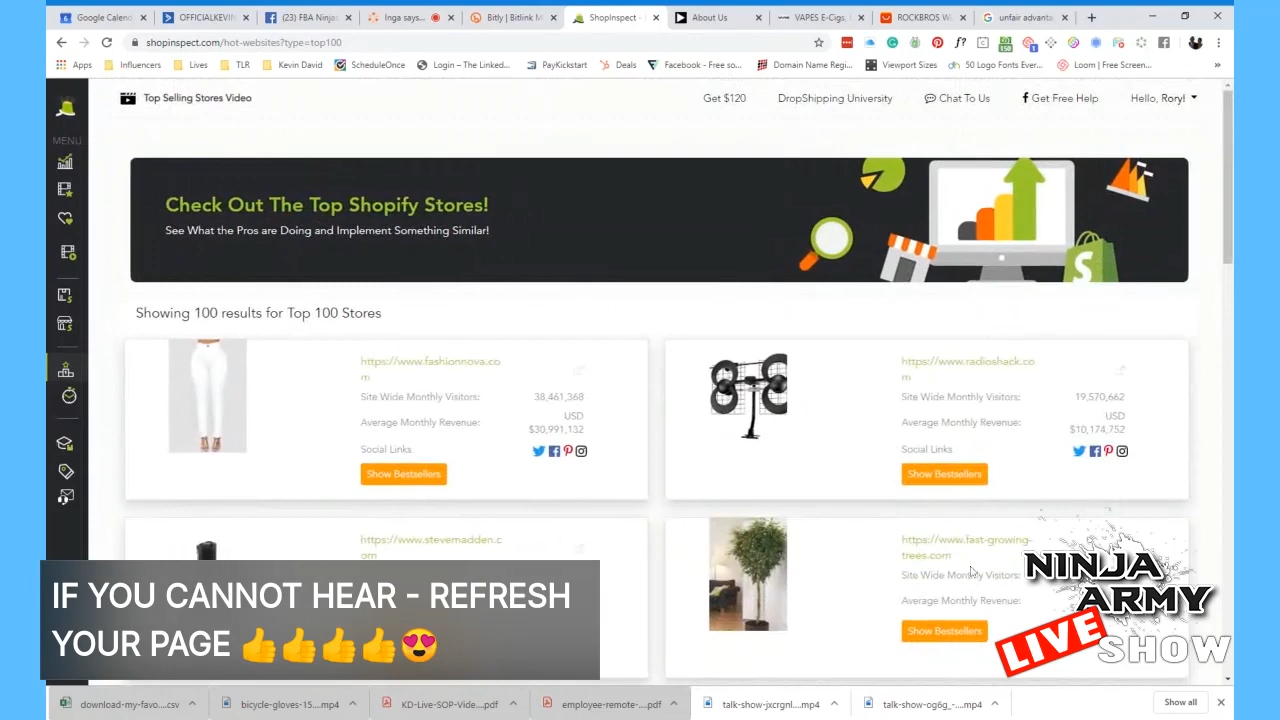 Google Calend
OFFICIALKEVIN
(23) FBA Ninjas
Inga says...
Bitly | Bitlink M
ShopInspect -
About Us
VAPES E-Cigs,
ROCKBROS W
unfair advanta
shopinspect.com/hot-websites?type=top100
Apps
Influencers
Lives
TLR
Kevin David
ScheduleOnce
Login – The Linked...
PayKickstart
Deals
Facebook - Free so...
Domain Name Regi...
Viewport Sizes
50 Logo Fonts Ever...
Loom | Free Screen...
Top Selling Stores Video
Get $120
DropShipping University
Chat To Us
Get Free Help
Hello, Rory!
MENU
Check Out The Top Shopify Stores!
See What the Pros are Doing and Implement Something Similar!
Showing 100 results for Top 100 Stores
https://www.fashionnova.co
m
Site Wide Monthly Visitors: 38,461,368
Average Monthly Revenue: USD
$30,991,132
Social Links
Show Bestsellers
https://www.radioshack.co
m
Site Wide Monthly Visitors: 19,570,662
Average Monthly Revenue: USD
$10,174,752
Social Links
Show Bestsellers
https://www.stevemadden.c
om
https://www.fast-growing-
trees.com
Site Wide Monthly Visitors:
Average Monthly Revenue:
Show Bestsellers
IF YOU CANNOT HEAR - REFRESH
YOUR PAGE 👍👍👍👍😍
NINJA
ARMY
LIVE
SHOW
download-my-favo....csv
bicycle-gloves-15....mp4
KD-Live-SOP-Vide....pdf
employee-remote-....pdf
talk-show-jxcrgnl....mp4
talk-show-og6g_-....mp4
Show all